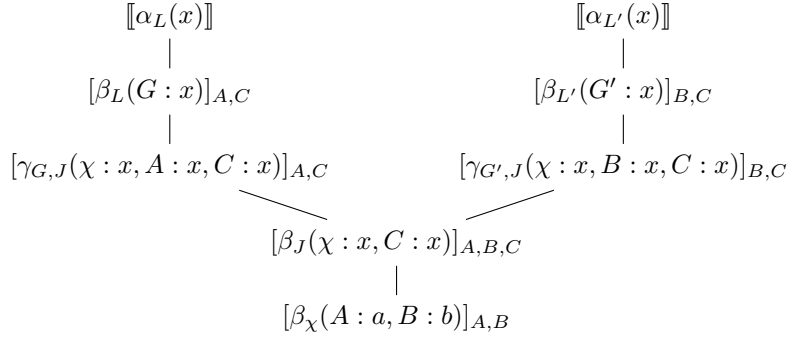 ⟦α_L(x)⟧ ⟦α_{L′}(x)⟧
[β_L(G : x)]_{A,C} [β_{L′}(G′ : x)]_{B,C}
[γ_{G,J}(χ : x, A : x, C : x)]_{A,C} [γ_{G′,J}(χ : x, B : x, C : x)]_{B,C}
[β_J(χ : x, C : x)]_{A,B,C}
[β_χ(A : a, B : b)]_{A,B}